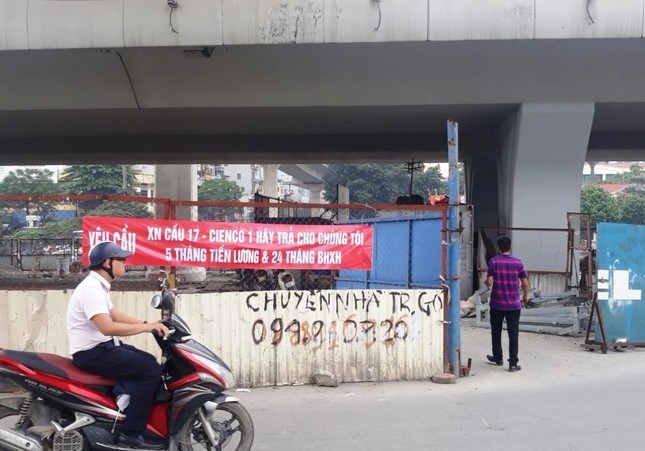 YÊU CẦU
XN CẦU 17 - CIENCO 1 HÃY TRẢ CHO CHÚNG TÔI
5 THÁNG TIỀN LƯƠNG & 24 THÁNG BHXH
CHUYỂN NHÀ TR. GÓI